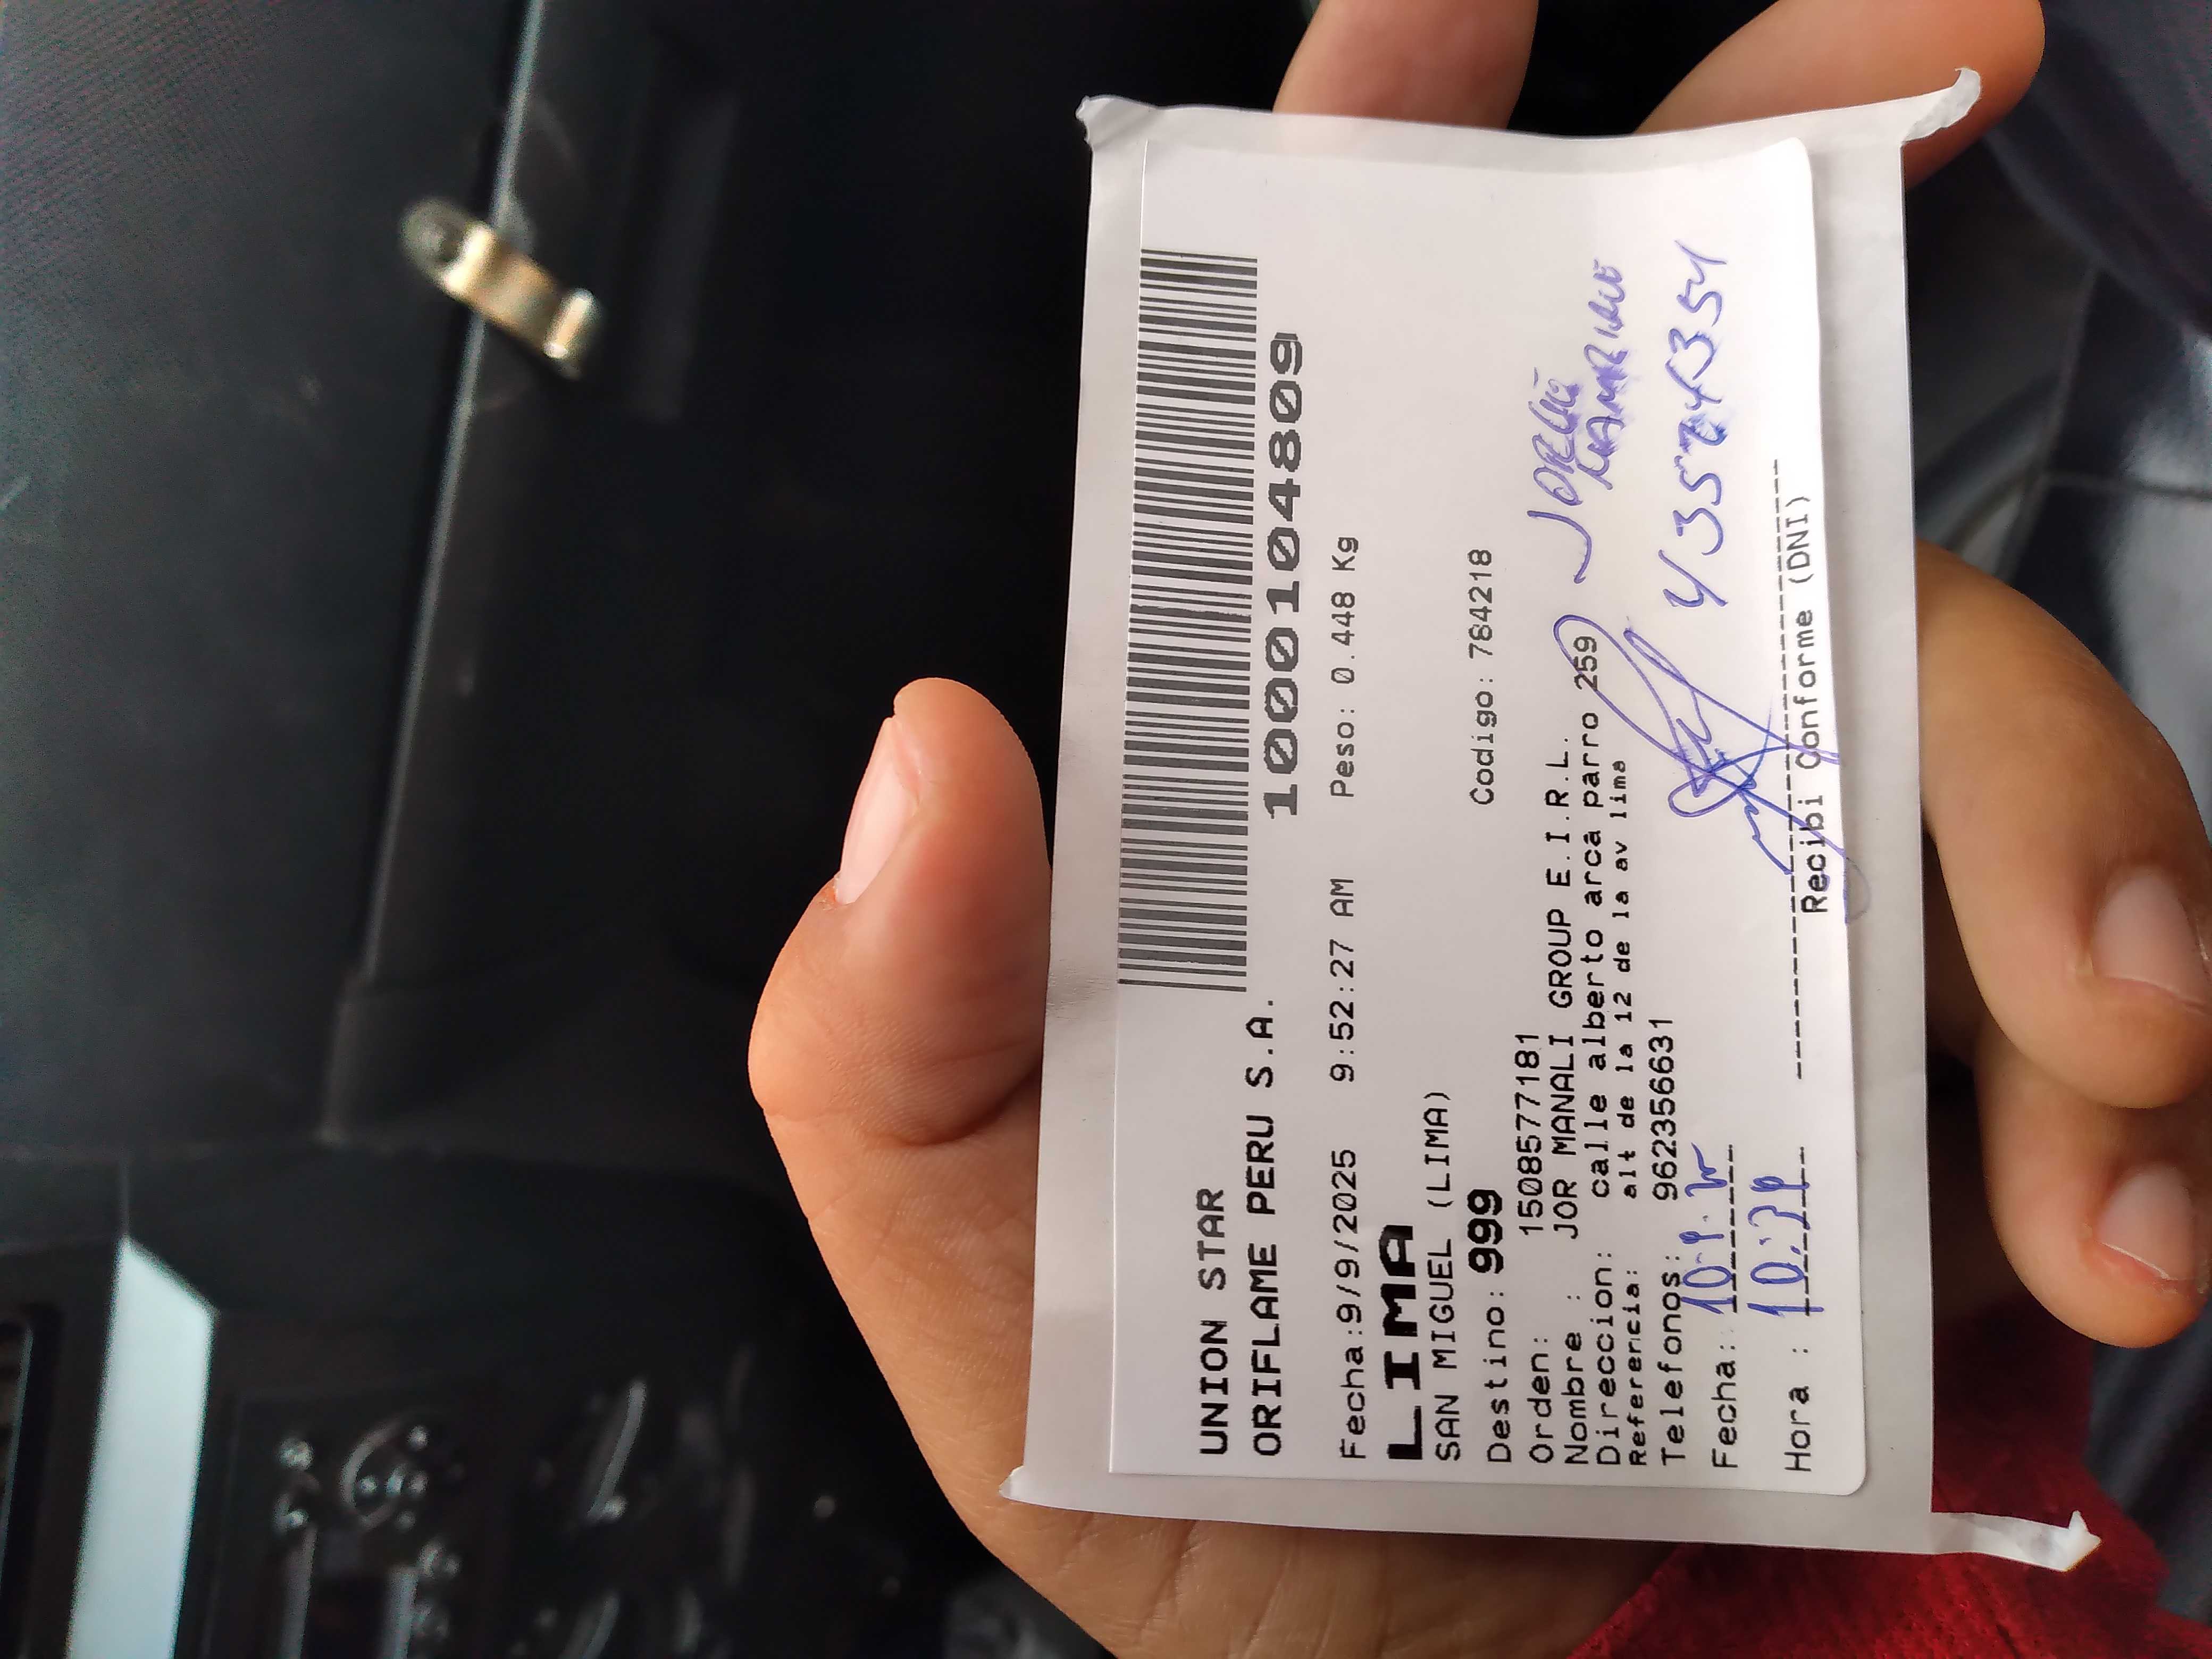 UNION STAR
ORIFLAME PERU S.A.
1000104809
Fecha:9/9/2025 9:52:27 AM Peso: 0.448 Kg
LIMA
SAN MIGUEL (LIMA)
Destino: 999 Codigo: 784218
Orden: 1508577181
Nombre : JOR MANALI GROUP E.I.R.L.
Direccion: calle alberto arca parro 259
Referencia: alt de la 12 de la av lima
Telefonos: 962356631
JORGE
Fecha:
Hora :
Recibi Conforme (DNI)